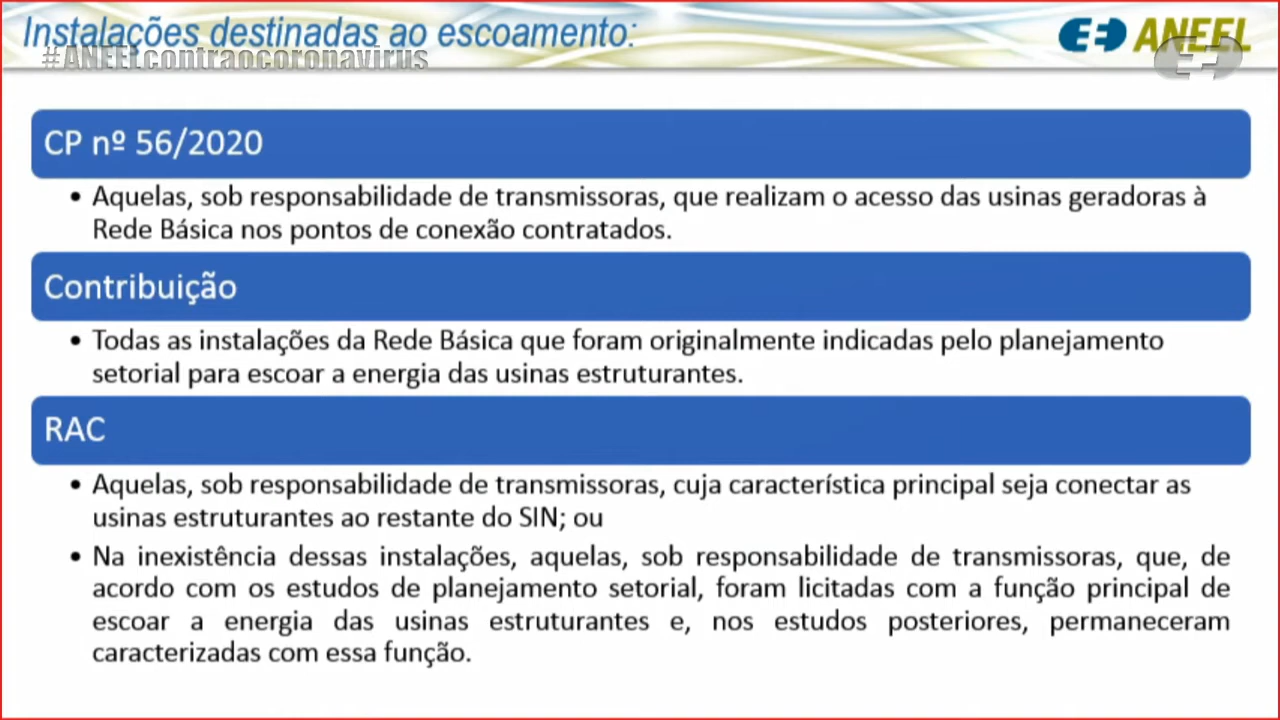 Instalações destinadas ao escoamento:
ANEEL
#ANEELcontraocoronavirus
CP nº 56/2020
• Aquelas, sob responsabilidade de transmissoras, que realizam o acesso das usinas geradoras à
Rede Básica nos pontos de conexão contratados.
Contribuição
• Todas as instalações da Rede Básica que foram originalmente indicadas pelo planejamento
setorial para escoar a energia das usinas estruturantes.
RAC
• Aquelas, sob responsabilidade de transmissoras, cuja característica principal seja conectar as
usinas estruturantes ao restante do SIN; ou
• Na inexistência dessas instalações, aquelas, sob responsabilidade de transmissoras, que, de
acordo com os estudos de planejamento setorial, foram licitadas com a função principal de
escoar a energia das usinas estruturantes e, nos estudos posteriores, permaneceram
caracterizadas com essa função.